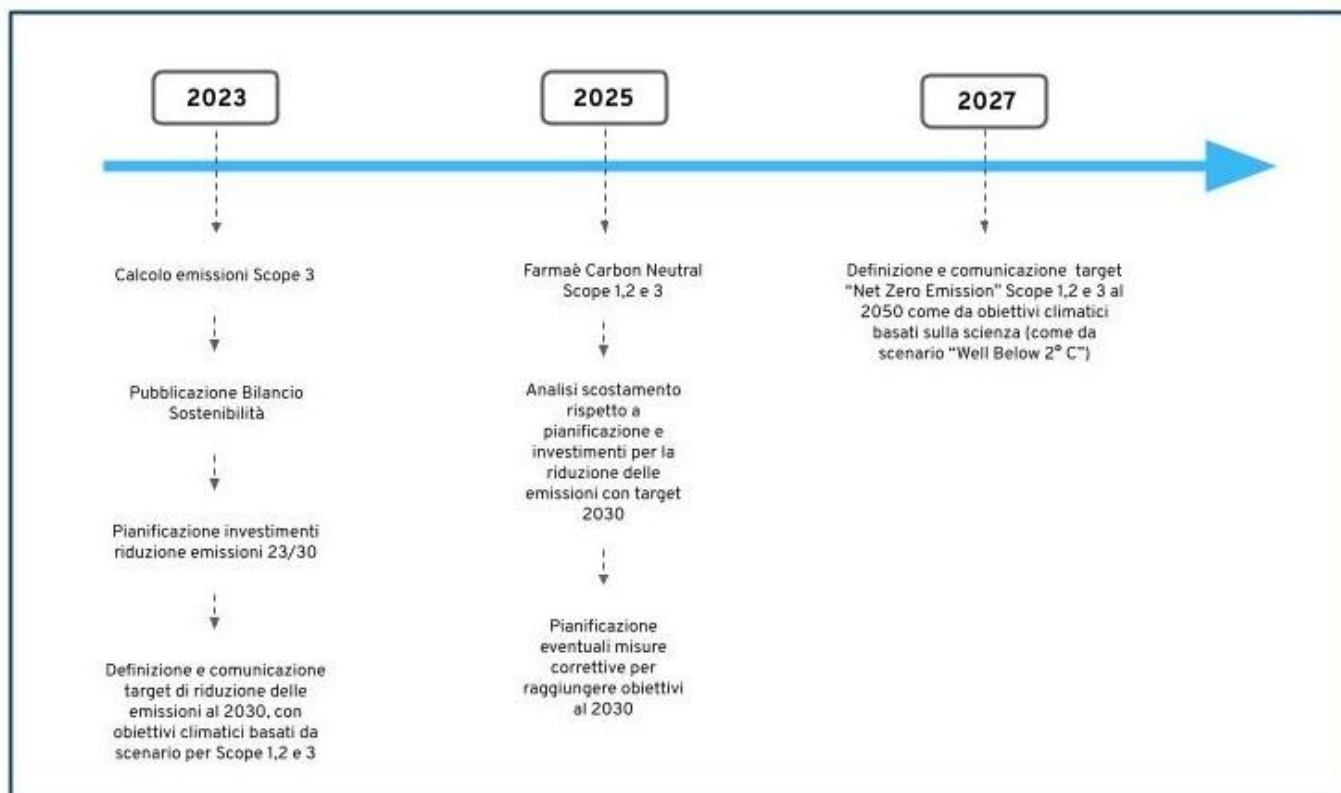 2023
Calcolo emissioni Scope 3
Pubblicazione Bilancio
Sostenibilità
Pianificazione investimenti
riduzione emissioni 23/30
Definizione e comunicazione
target di riduzione delle
emissioni al 2030, con
obiettivi climatici basati da
scenario per Scope 1,2 e 3
2025
Farmaè Carbon Neutral
Scope 1,2 e 3
Analisi scostamento
rispetto a
pianificazione e
investimenti per la
riduzione delle
emissioni con target
2030
Pianificazione
eventuali misure
correttive per
raggiungere obiettivi
al 2030
2027
Definizione e comunicazione target
“Net Zero Emission” Scope 1,2 e 3 al
2050 come da obiettivi climatici
basati sulla scienza (come da
scenario “Well Below 2° C”)